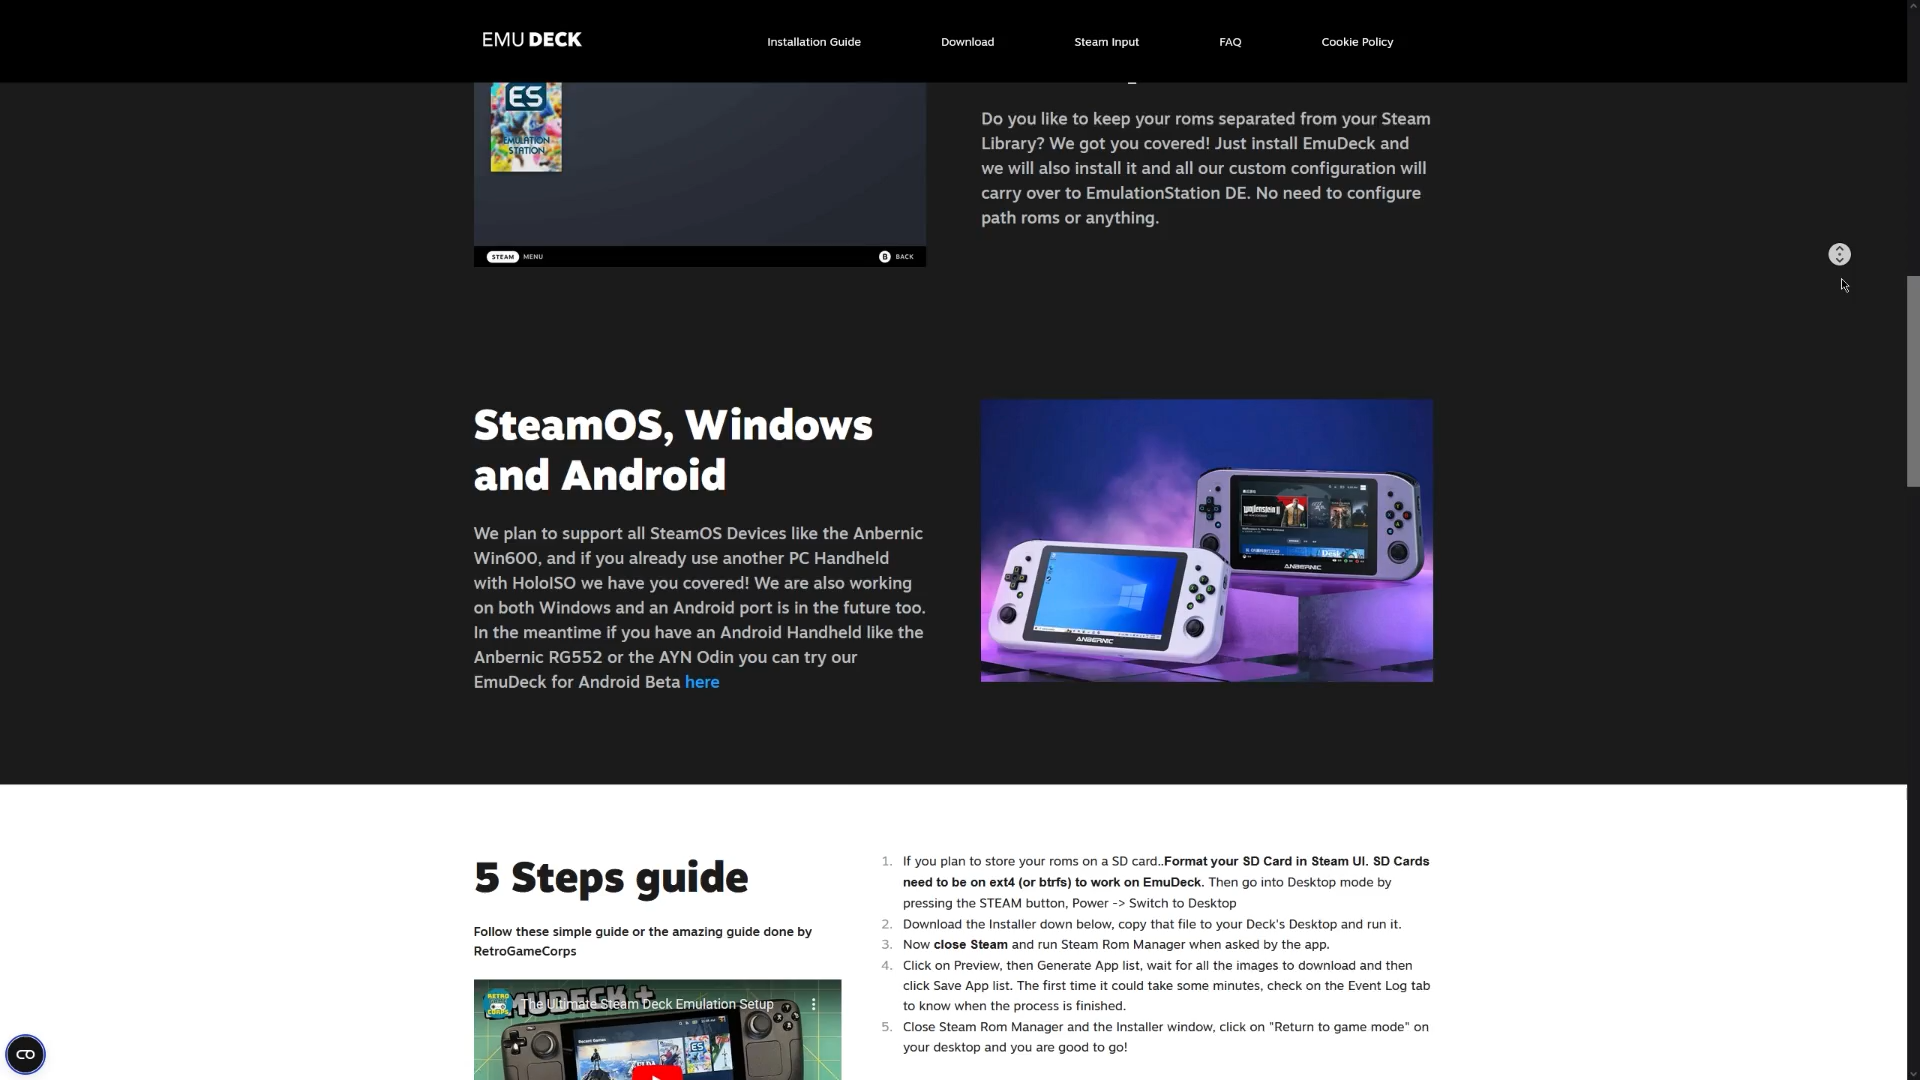 EMU DECK
Installation Guide
Download
Steam Input
FAQ
Cookie Policy
ES
EMULATION
STATION
STEAM MENU
B BACK
Do you like to keep your roms separated from your Steam
Library? We got you covered! Just install EmuDeck and
we will also install it and all our custom configuration will
carry over to EmulationStation DE. No need to configure
path roms or anything.
SteamOS, Windows
and Android
We plan to support all SteamOS Devices like the Anbernic
Win600, and if you already use another PC Handheld
with HoloISO we have you covered! We are also working
on both Windows and an Android port is in the future too.
In the meantime if you have an Android Handheld like the
Anbernic RG552 or the AYN Odin you can try our
EmuDeck for Android Beta here
Wolfenstein II
ANBERNIC
ANBERNIC
5 Steps guide
Follow these simple guide or the amazing guide done by
RetroGameCorps
RETRO
CORPS
MUDECK +
The Ultimate Steam Deck Emulation Setup
ES
1. If you plan to store your roms on a SD card..Format your SD Card in Steam UI. SD Cards
need to be on ext4 (or btrfs) to work on EmuDeck. Then go into Desktop mode by
pressing the STEAM button, Power -> Switch to Desktop
2. Download the Installer down below, copy that file to your Deck's Desktop and run it.
3. Now close Steam and run Steam Rom Manager when asked by the app.
4. Click on Preview, then Generate App list, wait for all the images to download and then
click Save App list. The first time it could take some minutes, check on the Event Log tab
to know when the process is finished.
5. Close Steam Rom Manager and the Installer window, click on "Return to game mode" on
your desktop and you are good to go!